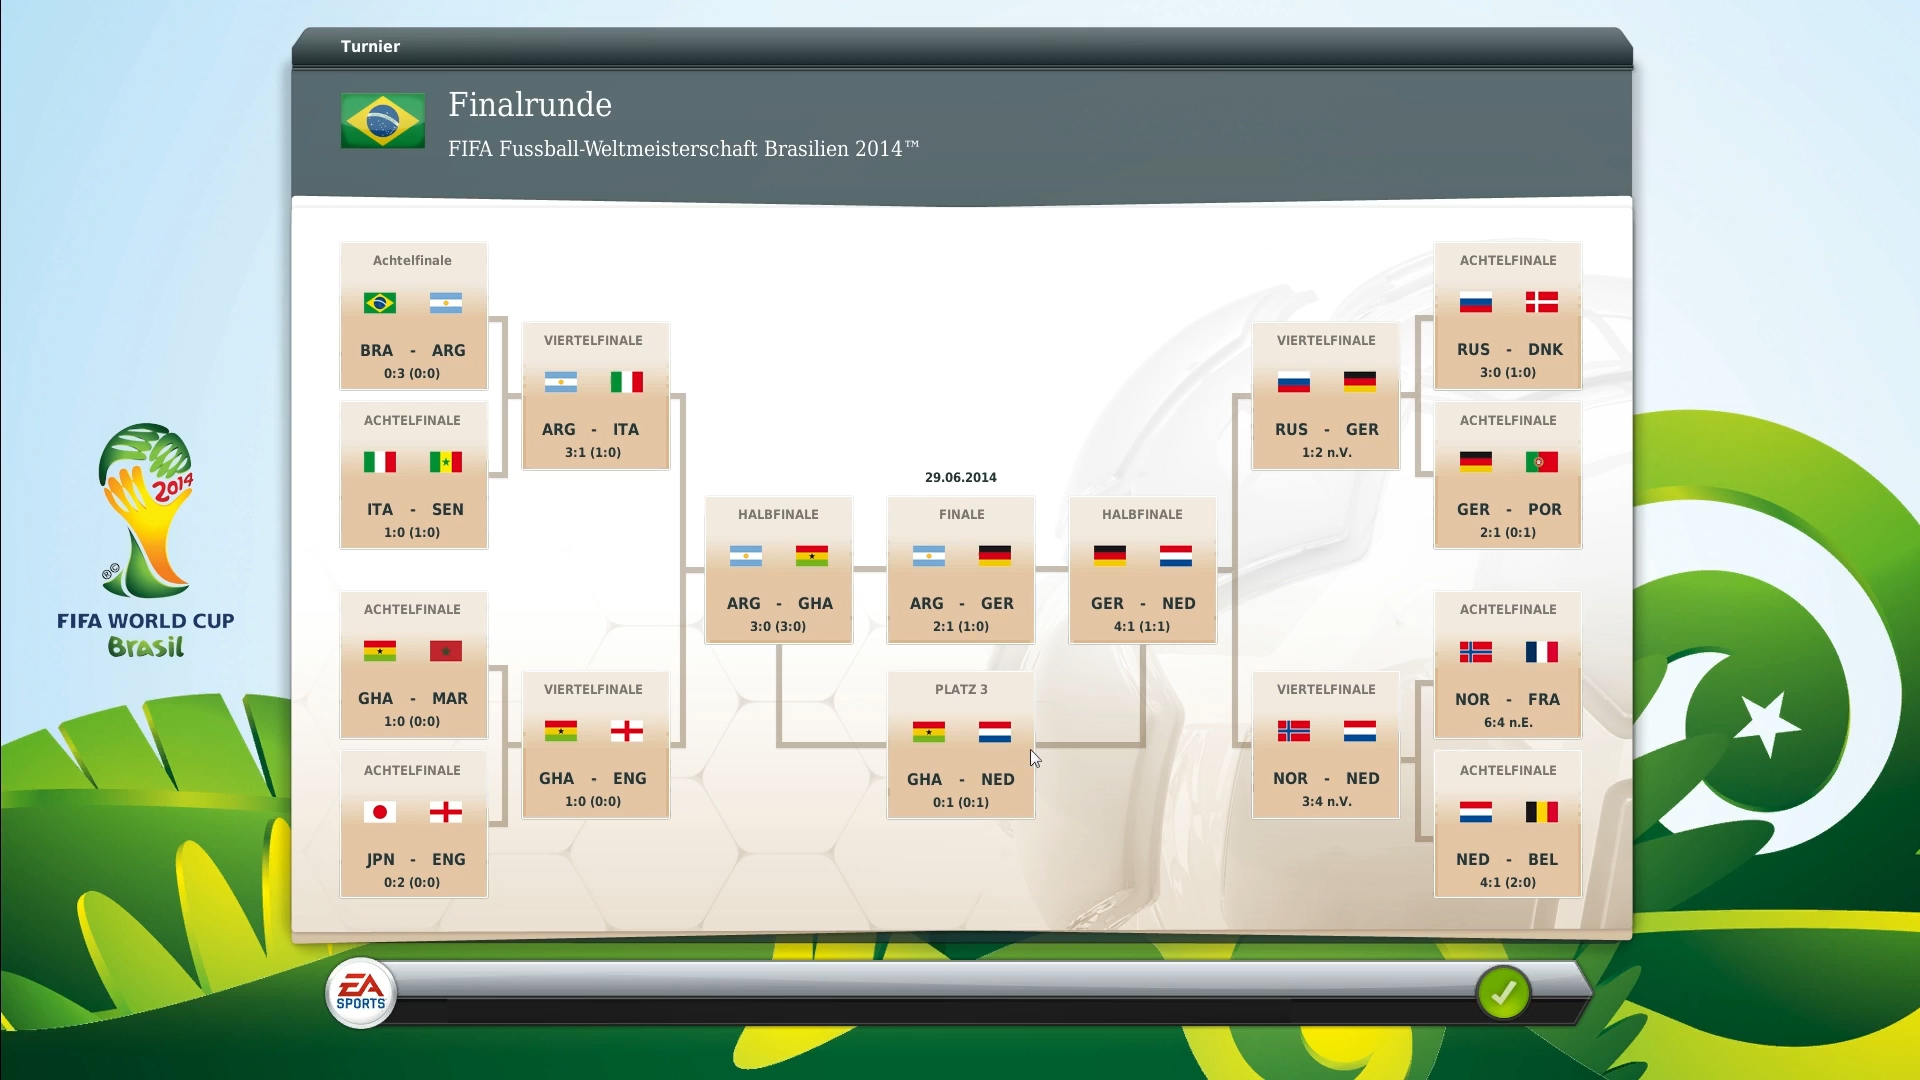 Turnier
Finalrunde
FIFA Fussball-Weltmeisterschaft Brasilien 2014™
Achtelfinale
BRA - ARG
0:3 (0:0)
ACHTELFINALE
ITA - SEN
1:0 (1:0)
ACHTELFINALE
GHA - MAR
1:0 (0:0)
ACHTELFINALE
JPN - ENG
0:2 (0:0)
VIERTELFINALE
ARG - ITA
3:1 (1:0)
VIERTELFINALE
GHA - ENG
1:0 (0:0)
HALBFINALE
ARG - GHA
3:0 (3:0)
29.06.2014
FINALE
ARG - GER
2:1 (1:0)
PLATZ 3
GHA - NED
0:1 (0:1)
HALBFINALE
GER - NED
4:1 (1:1)
VIERTELFINALE
RUS - GER
1:2 n.V.
VIERTELFINALE
NOR - NED
3:4 n.V.
ACHTELFINALE
RUS - DNK
3:0 (1:0)
ACHTELFINALE
GER - POR
2:1 (0:1)
ACHTELFINALE
NOR - FRA
6:4 n.E.
ACHTELFINALE
NED - BEL
4:1 (2:0)
2014
®©
FIFA WORLD CUP
Brasil
EA
SPORTS